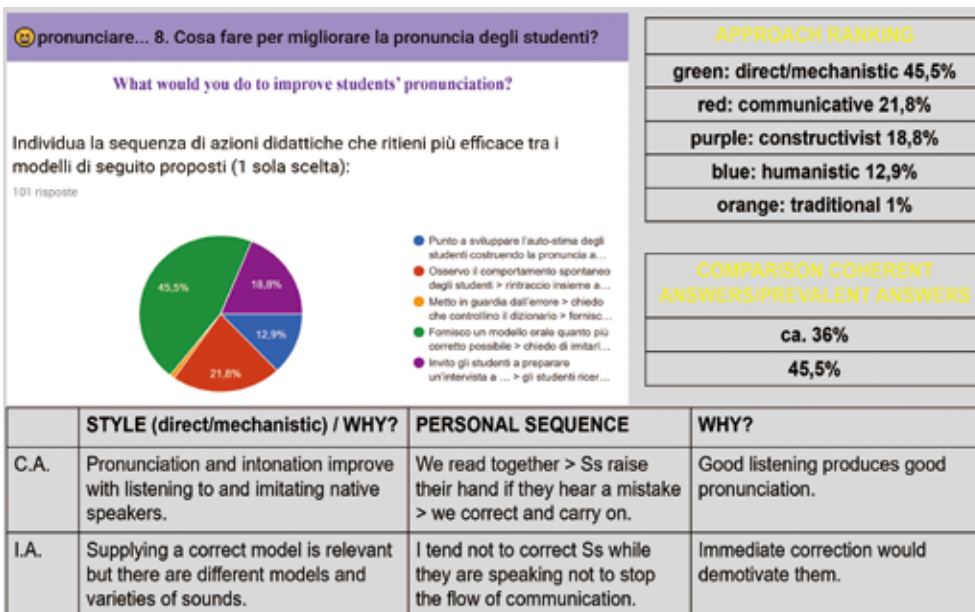 pronunciare... 8. Cosa fare per migliorare la pronuncia degli studenti?
What would you do to improve students' pronunciation?
Individua la sequenza di azioni didattiche che ritieni più efficace tra i
modelli di seguito proposti (1 sola scelta):
101 risposte
45,5%
18,8%
12,9%
21,8%
Punto a sviluppare l'auto-stima degli
studenti costruendo la pronuncia a...
Osservo il comportamento spontaneo
degli studenti > rintraccio insieme a...
Metto in guardia dall'errore > chiedo
che controllino il dizionario > fornisc...
Fornisco un modello orale quanto più
corretto possibile > chiedo di imitarl...
Invito gli studenti a preparare
un'intervista a ... > gli studenti ricer...
APPROACH RANKING
green: direct/mechanistic 45,5%
red: communicative 21,8%
purple: constructivist 18,8%
blue: humanistic 12,9%
orange: traditional 1%
COMPARISON COHERENT
ANSWERS/PREVALENT ANSWERS
ca. 36%
45,5%
STYLE (direct/mechanistic) / WHY?
PERSONAL SEQUENCE
WHY?
C.A.
Pronunciation and intonation improve
with listening to and imitating native
speakers.
We read together > Ss raise
their hand if they hear a mistake
> we correct and carry on.
Good listening produces good
pronunciation.
I.A.
Supplying a correct model is relevant
but there are different models and
varieties of sounds.
I tend not to correct Ss while
they are speaking not to stop
the flow of communication.
Immediate correction would
demotivate them.